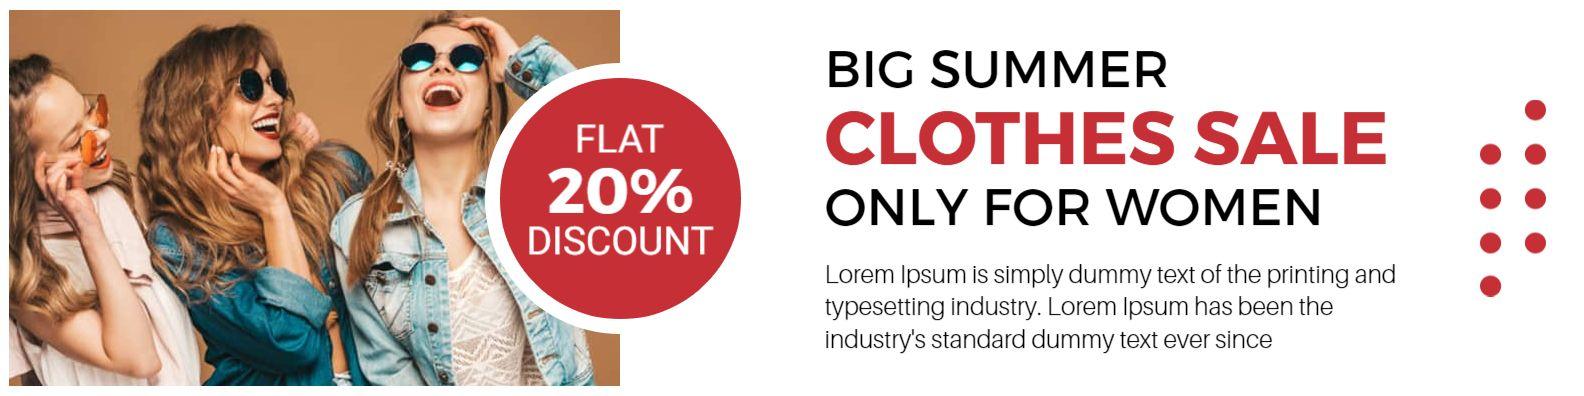 FLAT
20%
DISCOUNT
BIG SUMMER
CLOTHES SALE
ONLY FOR WOMEN
Lorem Ipsum is simply dummy text of the printing and
typesetting industry. Lorem Ipsum has been the
industry's standard dummy text ever since